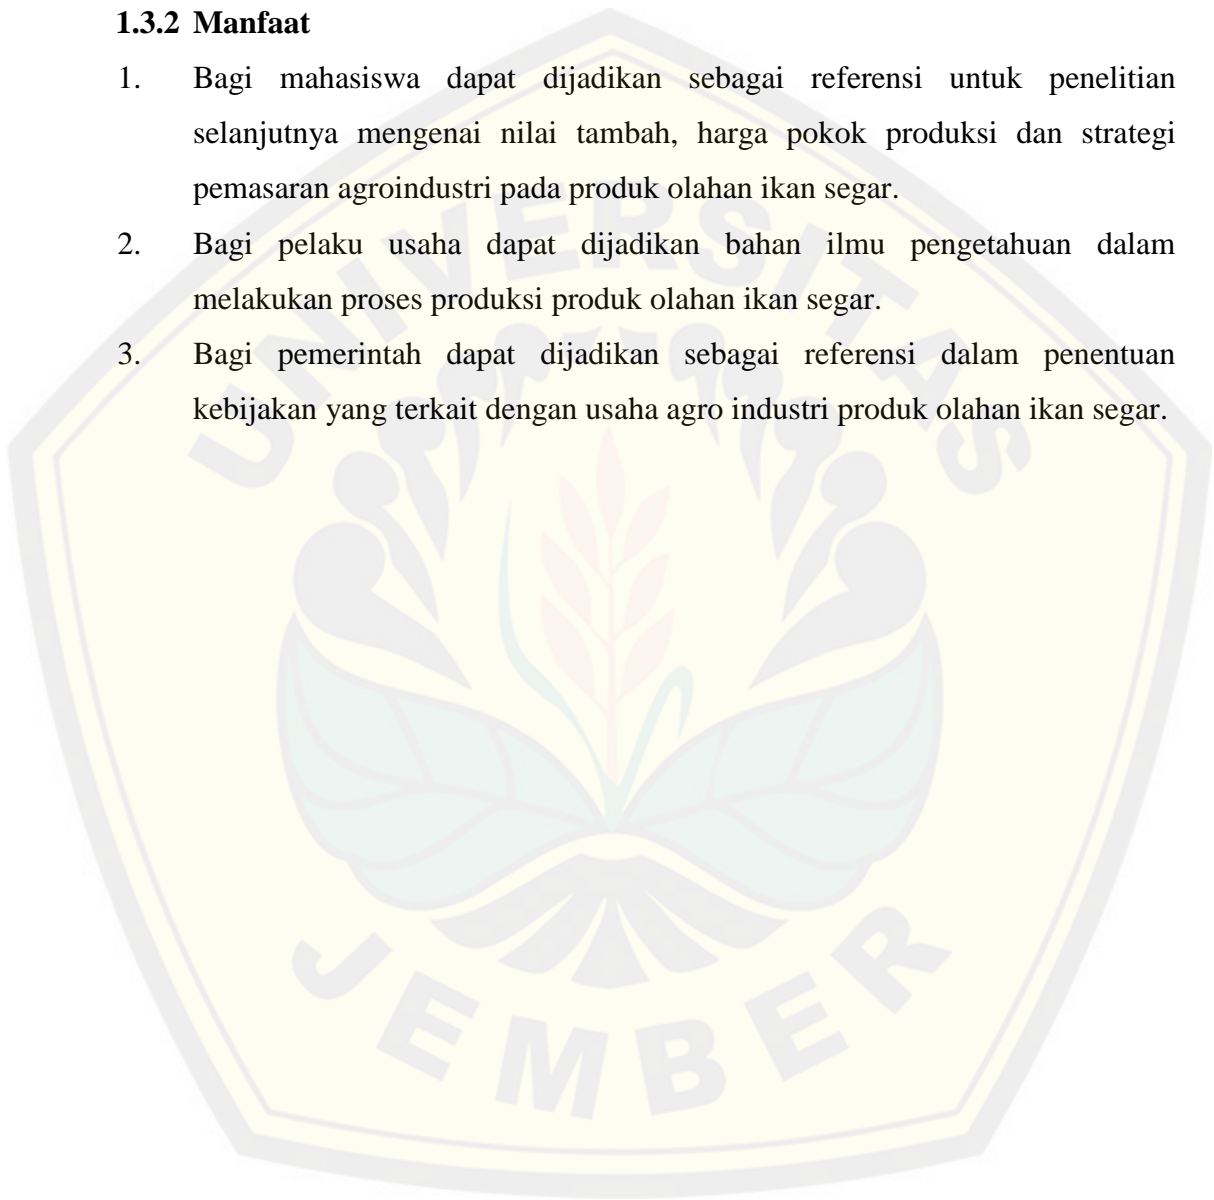 1.3.2 Manfaat
1. Bagi mahasiswa dapat dijadikan sebagai referensi untuk penelitian
selanjutnya mengenai nilai tambah, harga pokok produksi dan strategi
pemasaran agroindustri pada produk olahan ikan segar.
2. Bagi pelaku usaha dapat dijadikan bahan ilmu pengetahuan dalam
melakukan proses produksi produk olahan ikan segar.
3. Bagi pemerintah dapat dijadikan sebagai referensi dalam penentuan
kebijakan yang terkait dengan usaha agro industri produk olahan ikan segar.
UNIVERSITAS
JEMBER